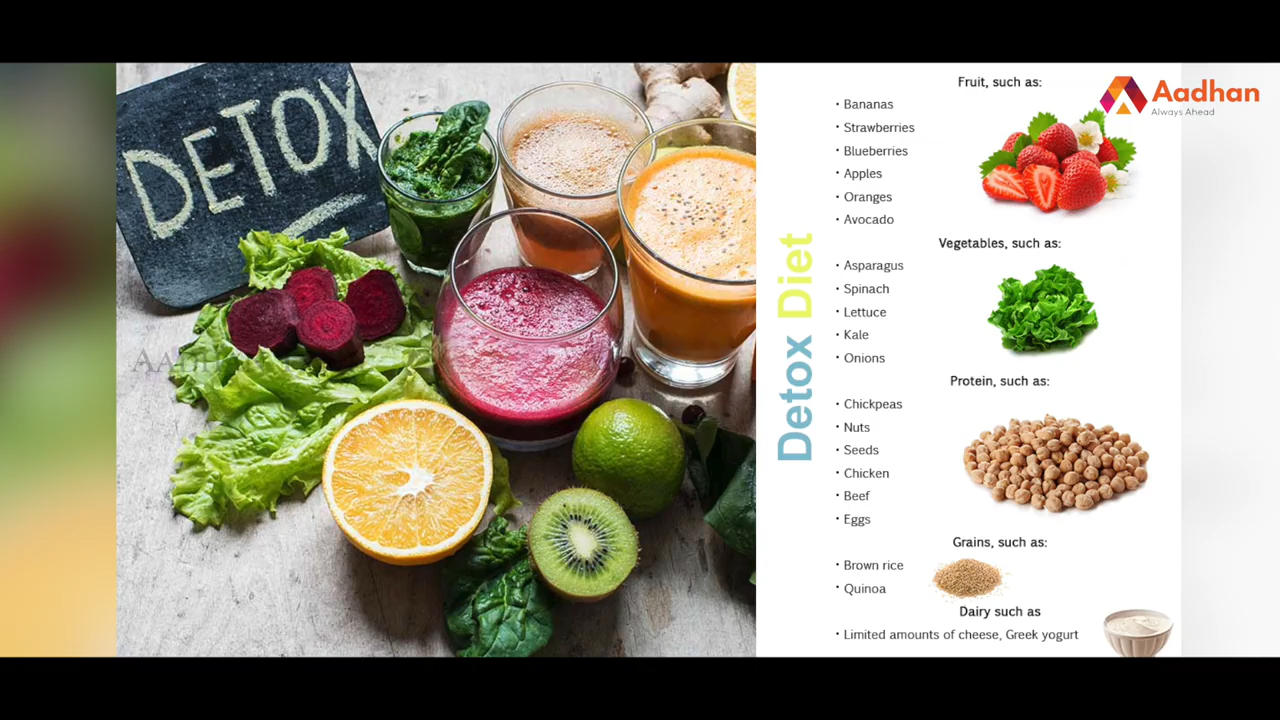 DETOX
Detox Diet
Fruit, such as:
• Bananas
• Strawberries
• Blueberries
• Apples
• Oranges
• Avocado
Vegetables, such as:
• Asparagus
• Spinach
• Lettuce
• Kale
• Onions
Protein, such as:
• Chickpeas
• Nuts
• Seeds
• Chicken
• Beef
• Eggs
Grains, such as:
• Brown rice
• Quinoa
Dairy such as
• Limited amounts of cheese, Greek yogurt
Aadhan
Always Ahead